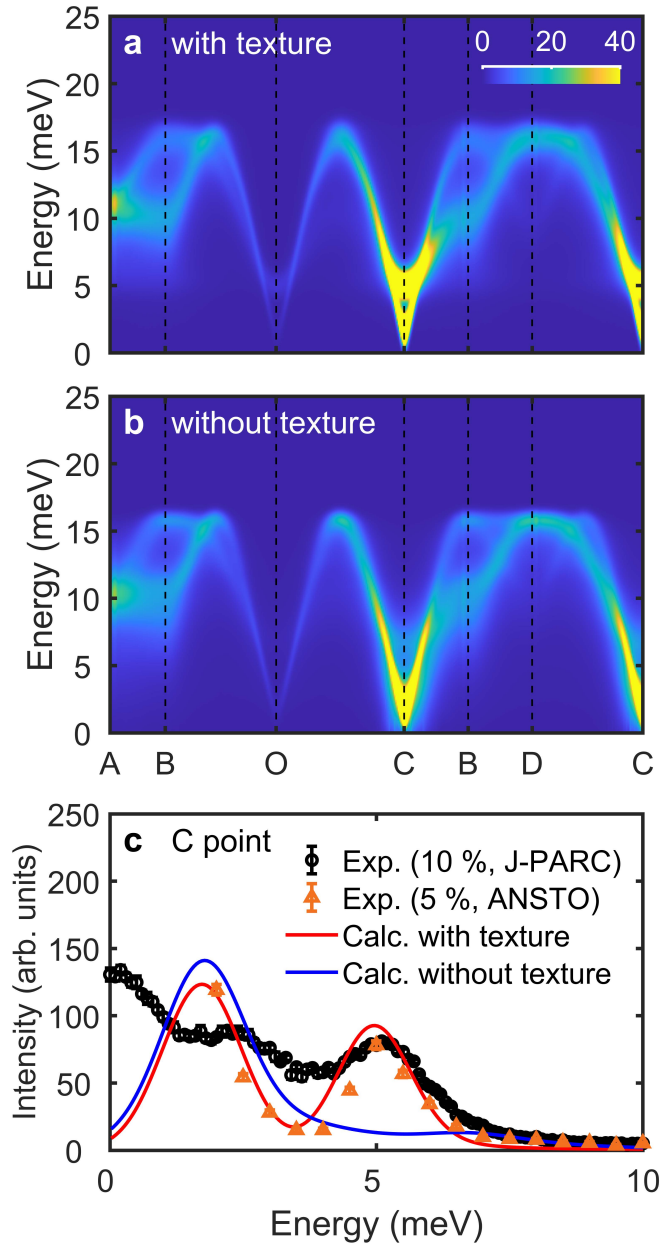 25
a with texture
0 20 40
20
15
10
5
0
Energy (meV)
25
b without texture
20
15
10
5
0
Energy (meV)
A B O C B D C
250
c C point
200
150
100
50
0
Intensity (arb. units)
Exp. (10 %, J-PARC)
Exp. (5 %, ANSTO)
Calc. with texture
Calc. without texture
0 5 10
Energy (meV)